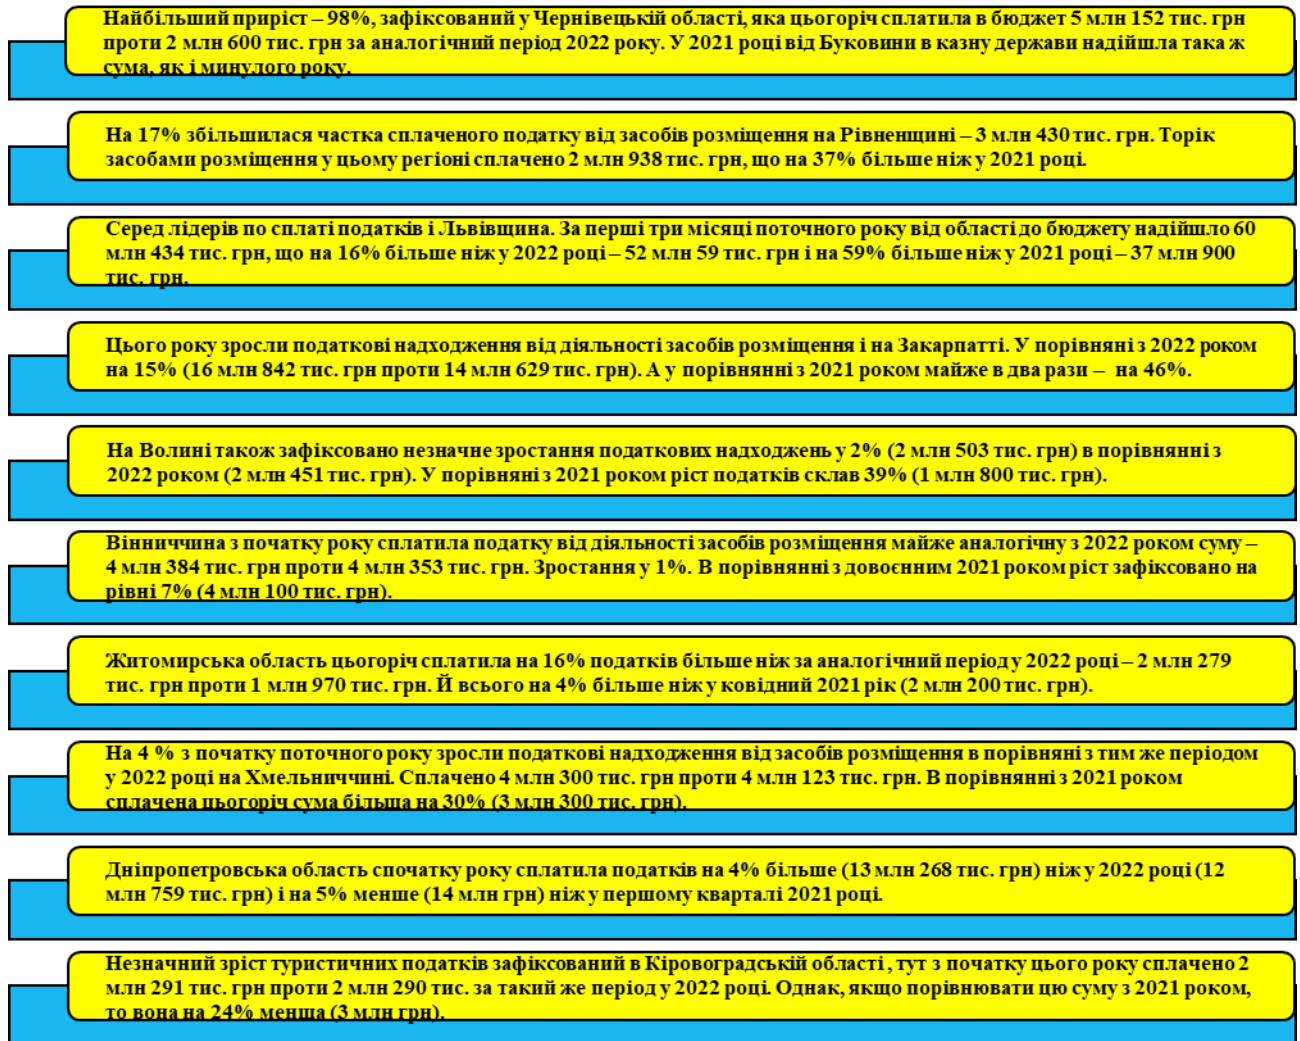 Найбільший приріст – 98%, зафіксований у Чернівецькій області, яка цьогоріч сплатила в бюджет 5 млн 152 тис. грн
проти 2 млн 600 тис. грн за аналогічний період 2022 року. У 2021 році від Буковини в казну держави надійшла така ж
сума, як і минулого року.
На 17% збільшилася частка сплаченого податку від засобів розміщення на Рівненщині – 3 млн 430 тис. грн. Торік
засобами розміщення у цьому регіоні сплачено 2 млн 938 тис. грн, що на 37% більше ніж у 2021 році.
Серед лідерів по сплаті податків і Львівщина. За перші три місяці поточного року від області до бюджету надійшло 60
млн 434 тис. грн, що на 16% більше ніж у 2022 році – 52 млн 59 тис. грн і на 59% більше ніж у 2021 році – 37 млн 900
тис. грн.
Цього року зросли податкові надходження від діяльності засобів розміщення і на Закарпатті. У порівняні з 2022 роком
на 15% (16 млн 842 тис. грн проти 14 млн 629 тис. грн). А у порівнянні з 2021 роком майже в два рази – на 46%.
На Волині також зафіксовано незначне зростання податкових надходжень у 2% (2 млн 503 тис. грн) в порівнянні з
2022 роком (2 млн 451 тис. грн). У порівняні з 2021 роком ріст податків склав 39% (1 млн 800 тис. грн).
Вінниччина з початку року сплатила податку від діяльності засобів розміщення майже аналогічну з 2022 роком суму –
4 млн 384 тис. грн проти 4 млн 353 тис. грн. Зростання у 1%. В порівнянні з довоєнним 2021 роком ріст зафіксовано на
рівні 7% (4 млн 100 тис. грн).
Житомирська область цьогоріч сплатила на 16% податків більше ніж за аналогічний період у 2022 році – 2 млн 279
тис. грн проти 1 млн 970 тис. грн. Й всього на 4% більше ніж у ковідний 2021 рік (2 млн 200 тис. грн).
На 4 % з початку поточного року зросли податкові надходження від засобів розміщення в порівняні з тим же періодом
у 2022 році на Хмельниччині. Сплачено 4 млн 300 тис. грн проти 4 млн 123 тис. грн. В порівнянні з 2021 роком
сплачена цьогоріч сума більша на 30% (3 млн 300 тис. грн).
Дніпропетровська область спочатку року сплатила податків на 4% більше (13 млн 268 тис. грн) ніж у 2022 році (12
млн 759 тис. грн) і на 5% менше (14 млн грн) ніж у першому кварталі 2021 році.
Незначний зріст туристичних податків зафіксований в Кіровоградській області, тут з початку цього року сплачено 2
млн 291 тис. грн проти 2 млн 290 тис. за такий же період у 2022 році. Однак, якщо порівнювати цю суму з 2021 роком,
то вона на 24% менша (3 млн грн).